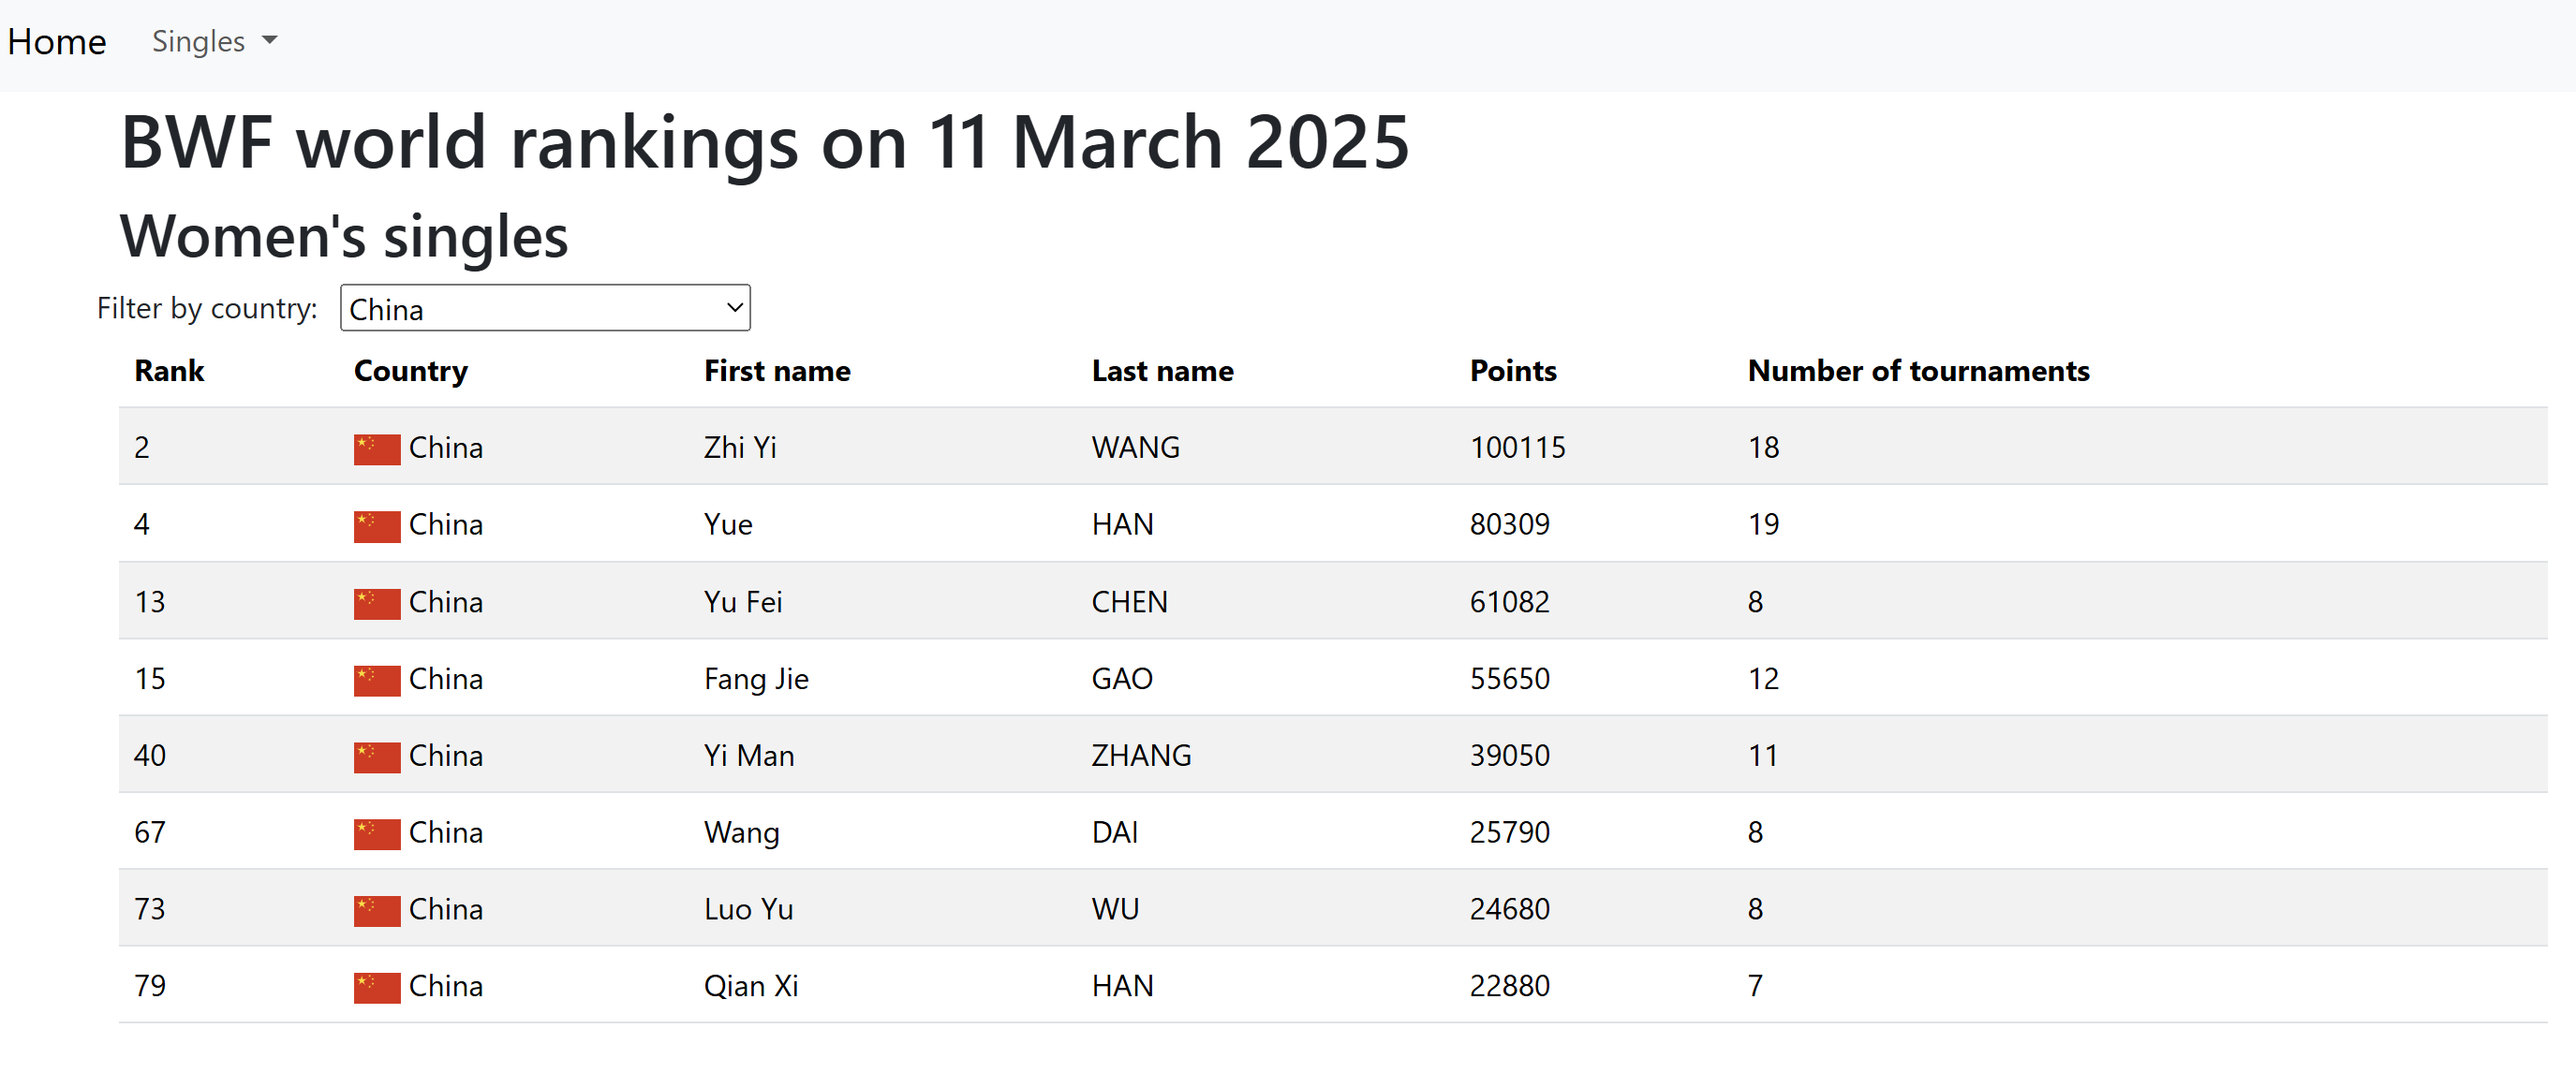 Home Singles
BWF world rankings on 11 March 2025
Women's singles
Filter by country: China
Rank Country First name Last name Points Number of tournaments
2 China Zhi Yi WANG 100115 18
4 China Yue HAN 80309 19
13 China Yu Fei CHEN 61082 8
15 China Fang Jie GAO 55650 12
40 China Yi Man ZHANG 39050 11
67 China Wang DAI 25790 8
73 China Luo Yu WU 24680 8
79 China Qian Xi HAN 22880 7